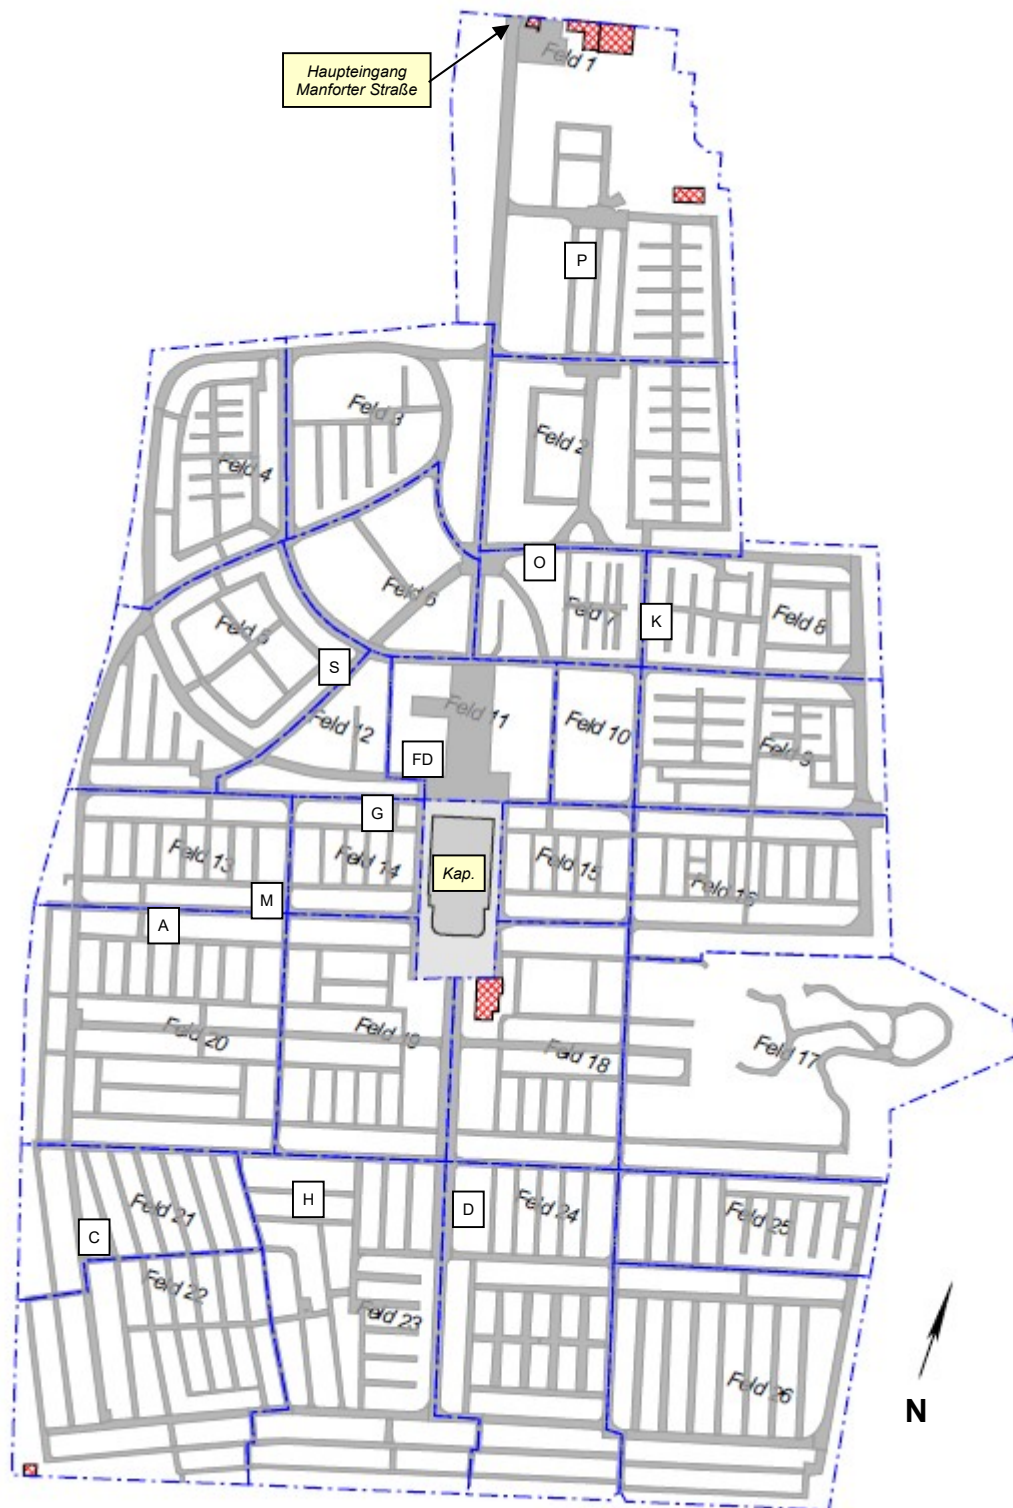 Haupteingang
Manforter Straße
Feld 1
P
Feld 3
Feld 2
Feld 4
O
Feld 6
Feld 7
K
Feld 8
Feld 5
S
Feld 12
Feld 11
Feld 10
Feld 9
FD
G
Feld 13
Feld 14
Kap.
Feld 15
Feld 16
M
A
Feld 20
Feld 19
Feld 18
Feld 17
H
D
C
Feld 21
Feld 24
Feld 25
Feld 22
Feld 23
Feld 26
N